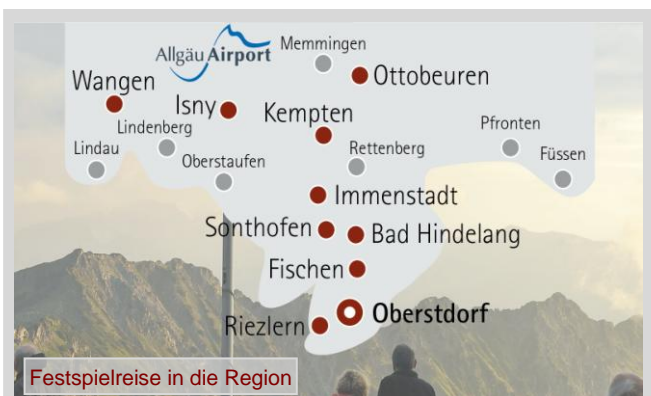 Memmingen
Allgäu Airport
Ottobeuren
Wangen
Isny
Kempten
Lindenberg
Pfronten
Lindau
Oberstaufen
Rettenberg
Füssen
Immenstadt
Sonthofen
Bad Hindelang
Fischen
Oberstdorf
Riezlern
Festspielreise in die Region